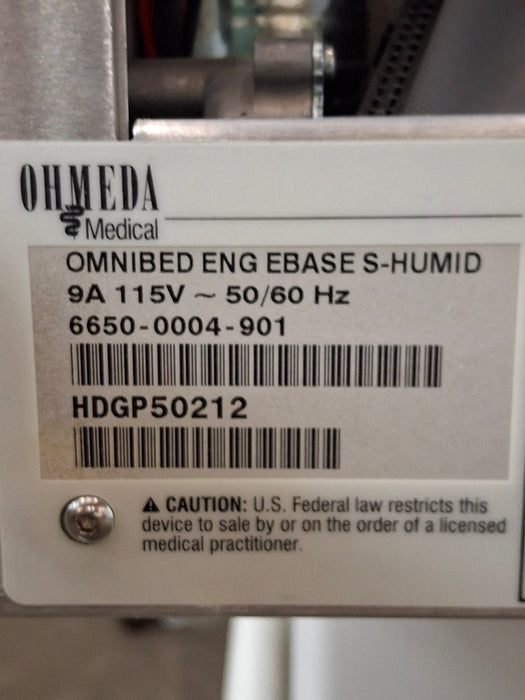 OHMEDA
Medical
OMNIBED ENG EBASE S-HUMID
9A 115V ~ 50/60 Hz
6650-0004-901
HDGP50212
⚠ CAUTION: U.S. Federal law restricts this
device to sale by or on the order of a licensed
medical practitioner.